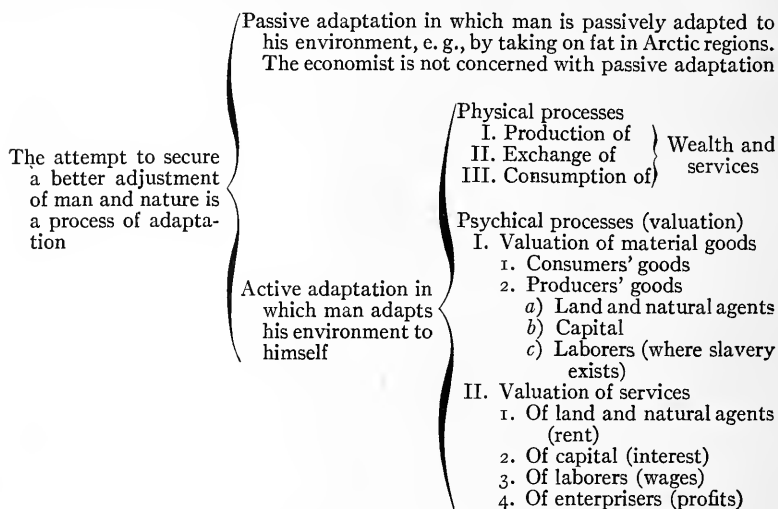 The attempt to secure
a better adjustment
of man and nature is
a process of adapta-
tion
Passive adaptation in which man is passively adapted to
his environment, e. g., by taking on fat in Arctic regions.
The economist is not concerned with passive adaptation
Active adaptation in
which man adapts
his environment to
himself
Physical processes
I. Production of
II. Exchange of
III. Consumption of
Wealth and
services
Psychical processes (valuation)
I. Valuation of material goods
1. Consumers' goods
2. Producers' goods
a) Land and natural agents
b) Capital
c) Laborers (where slavery
exists)
II. Valuation of services
1. Of land and natural agents
(rent)
2. Of capital (interest)
3. Of laborers (wages)
4. Of enterprisers (profits)